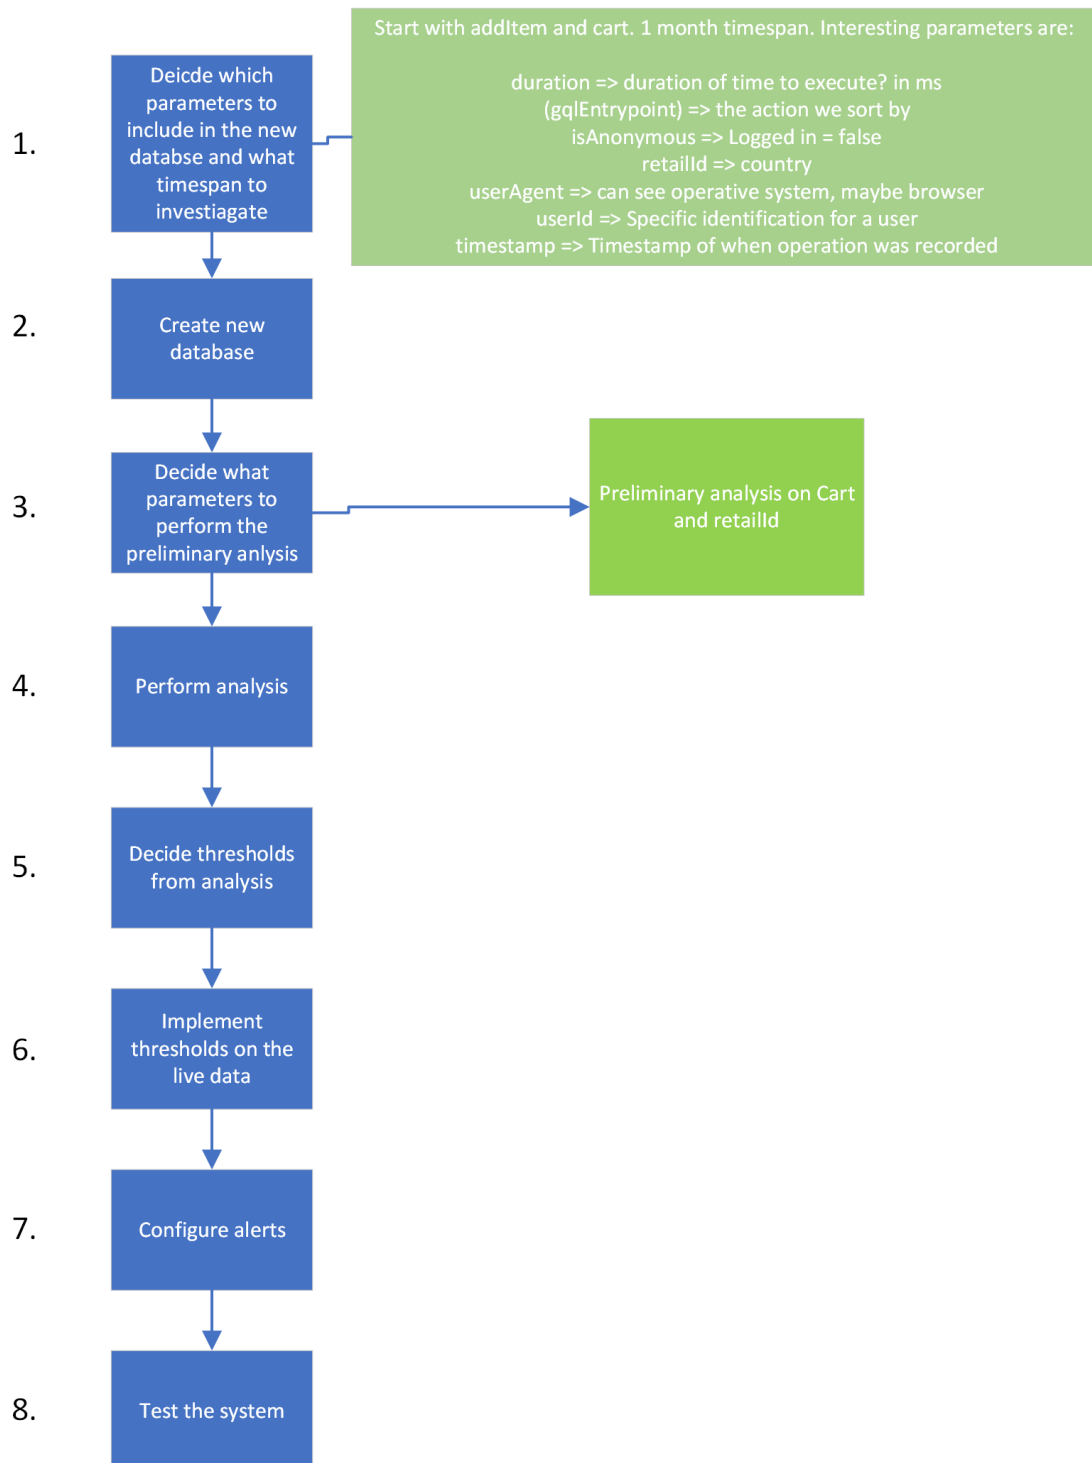 Start with addItem and cart. 1 month timespan. Interesting parameters are:
duration => duration of time to execute? in ms
(gqlEntrypoint) => the action we sort by
isAnonymous => Logged in = false
retailId => country
userAgent => can see operative system, maybe browser
userId => Specific identification for a user
timestamp => Timestamp of when operation was recorded
1.
Deicde which
parameters to
include in the new
databse and what
timespan to
investiagate
2.
Create new
database
3.
Decide what
parameters to
perform the
preliminary anlysis
Preliminary analysis on Cart
and retailId
4.
Perform analysis
5.
Decide thresholds
from analysis
6.
Implement
thresholds on the
live data
7.
Configure alerts
8.
Test the system